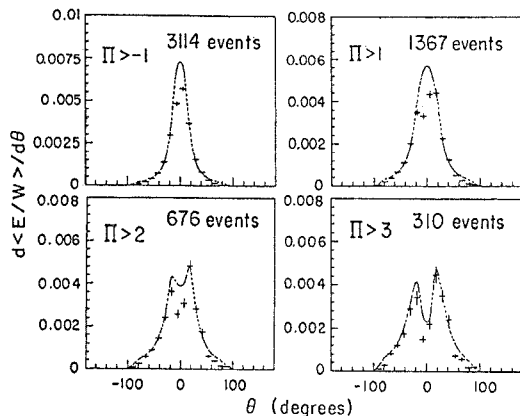 d<E/W>/dθ
0.01
0.0075
0.005
0.0025
0
Π>-1
3114 events
0.008
0.006
0.004
0.002
0
Π>1
1367 events
0.008
0.006
0.004
0.002
0
Π>2
676 events
-100 0 100
0.008
0.006
0.004
0.002
0
Π>3
310 events
-100 0 100
θ (degrees)